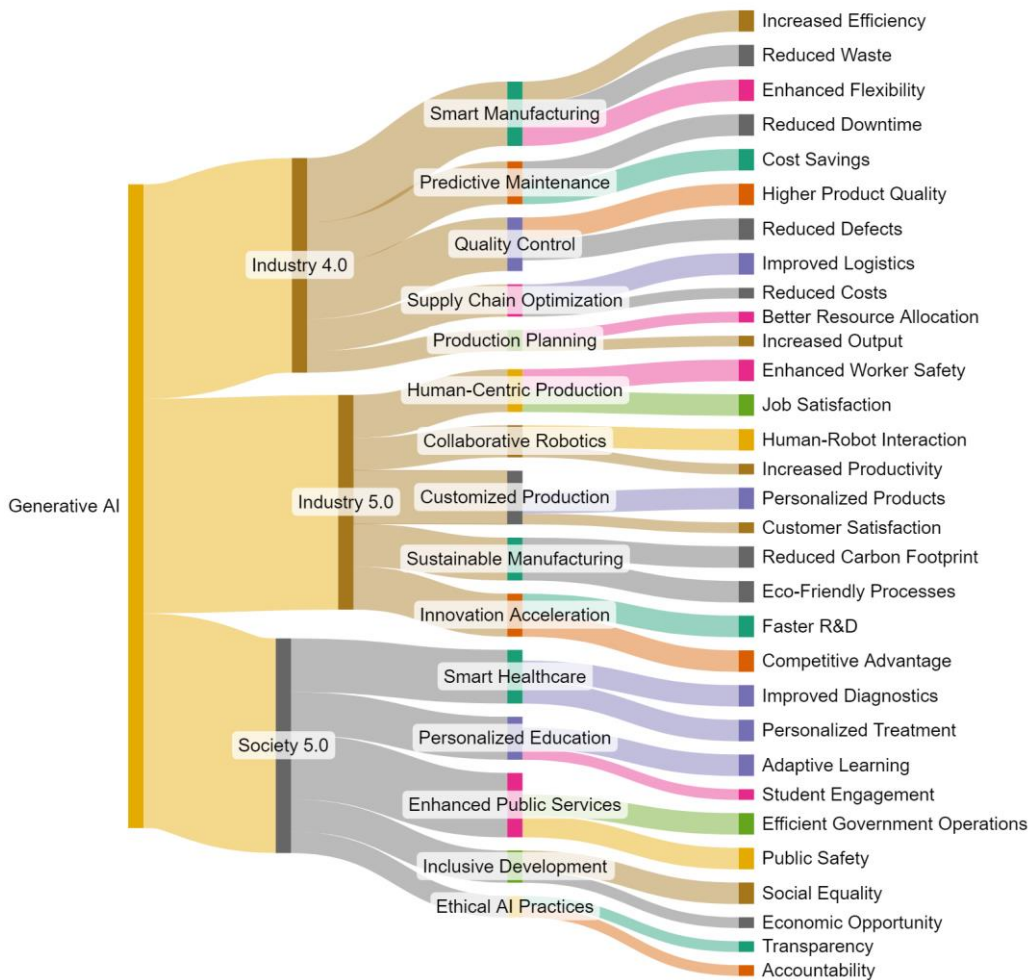 Generative AI
Industry 4.0
Industry 5.0
Society 5.0
Smart Manufacturing
Predictive Maintenance
Quality Control
Supply Chain Optimization
Production Planning
Human-Centric Production
Collaborative Robotics
Customized Production
Sustainable Manufacturing
Innovation Acceleration
Smart Healthcare
Personalized Education
Enhanced Public Services
Inclusive Development
Ethical AI Practices
Increased Efficiency
Reduced Waste
Enhanced Flexibility
Reduced Downtime
Cost Savings
Higher Product Quality
Reduced Defects
Improved Logistics
Reduced Costs
Better Resource Allocation
Increased Output
Enhanced Worker Safety
Job Satisfaction
Human-Robot Interaction
Increased Productivity
Personalized Products
Customer Satisfaction
Reduced Carbon Footprint
Eco-Friendly Processes
Faster R&D
Competitive Advantage
Improved Diagnostics
Personalized Treatment
Adaptive Learning
Student Engagement
Efficient Government Operations
Public Safety
Social Equality
Economic Opportunity
Transparency
Accountability